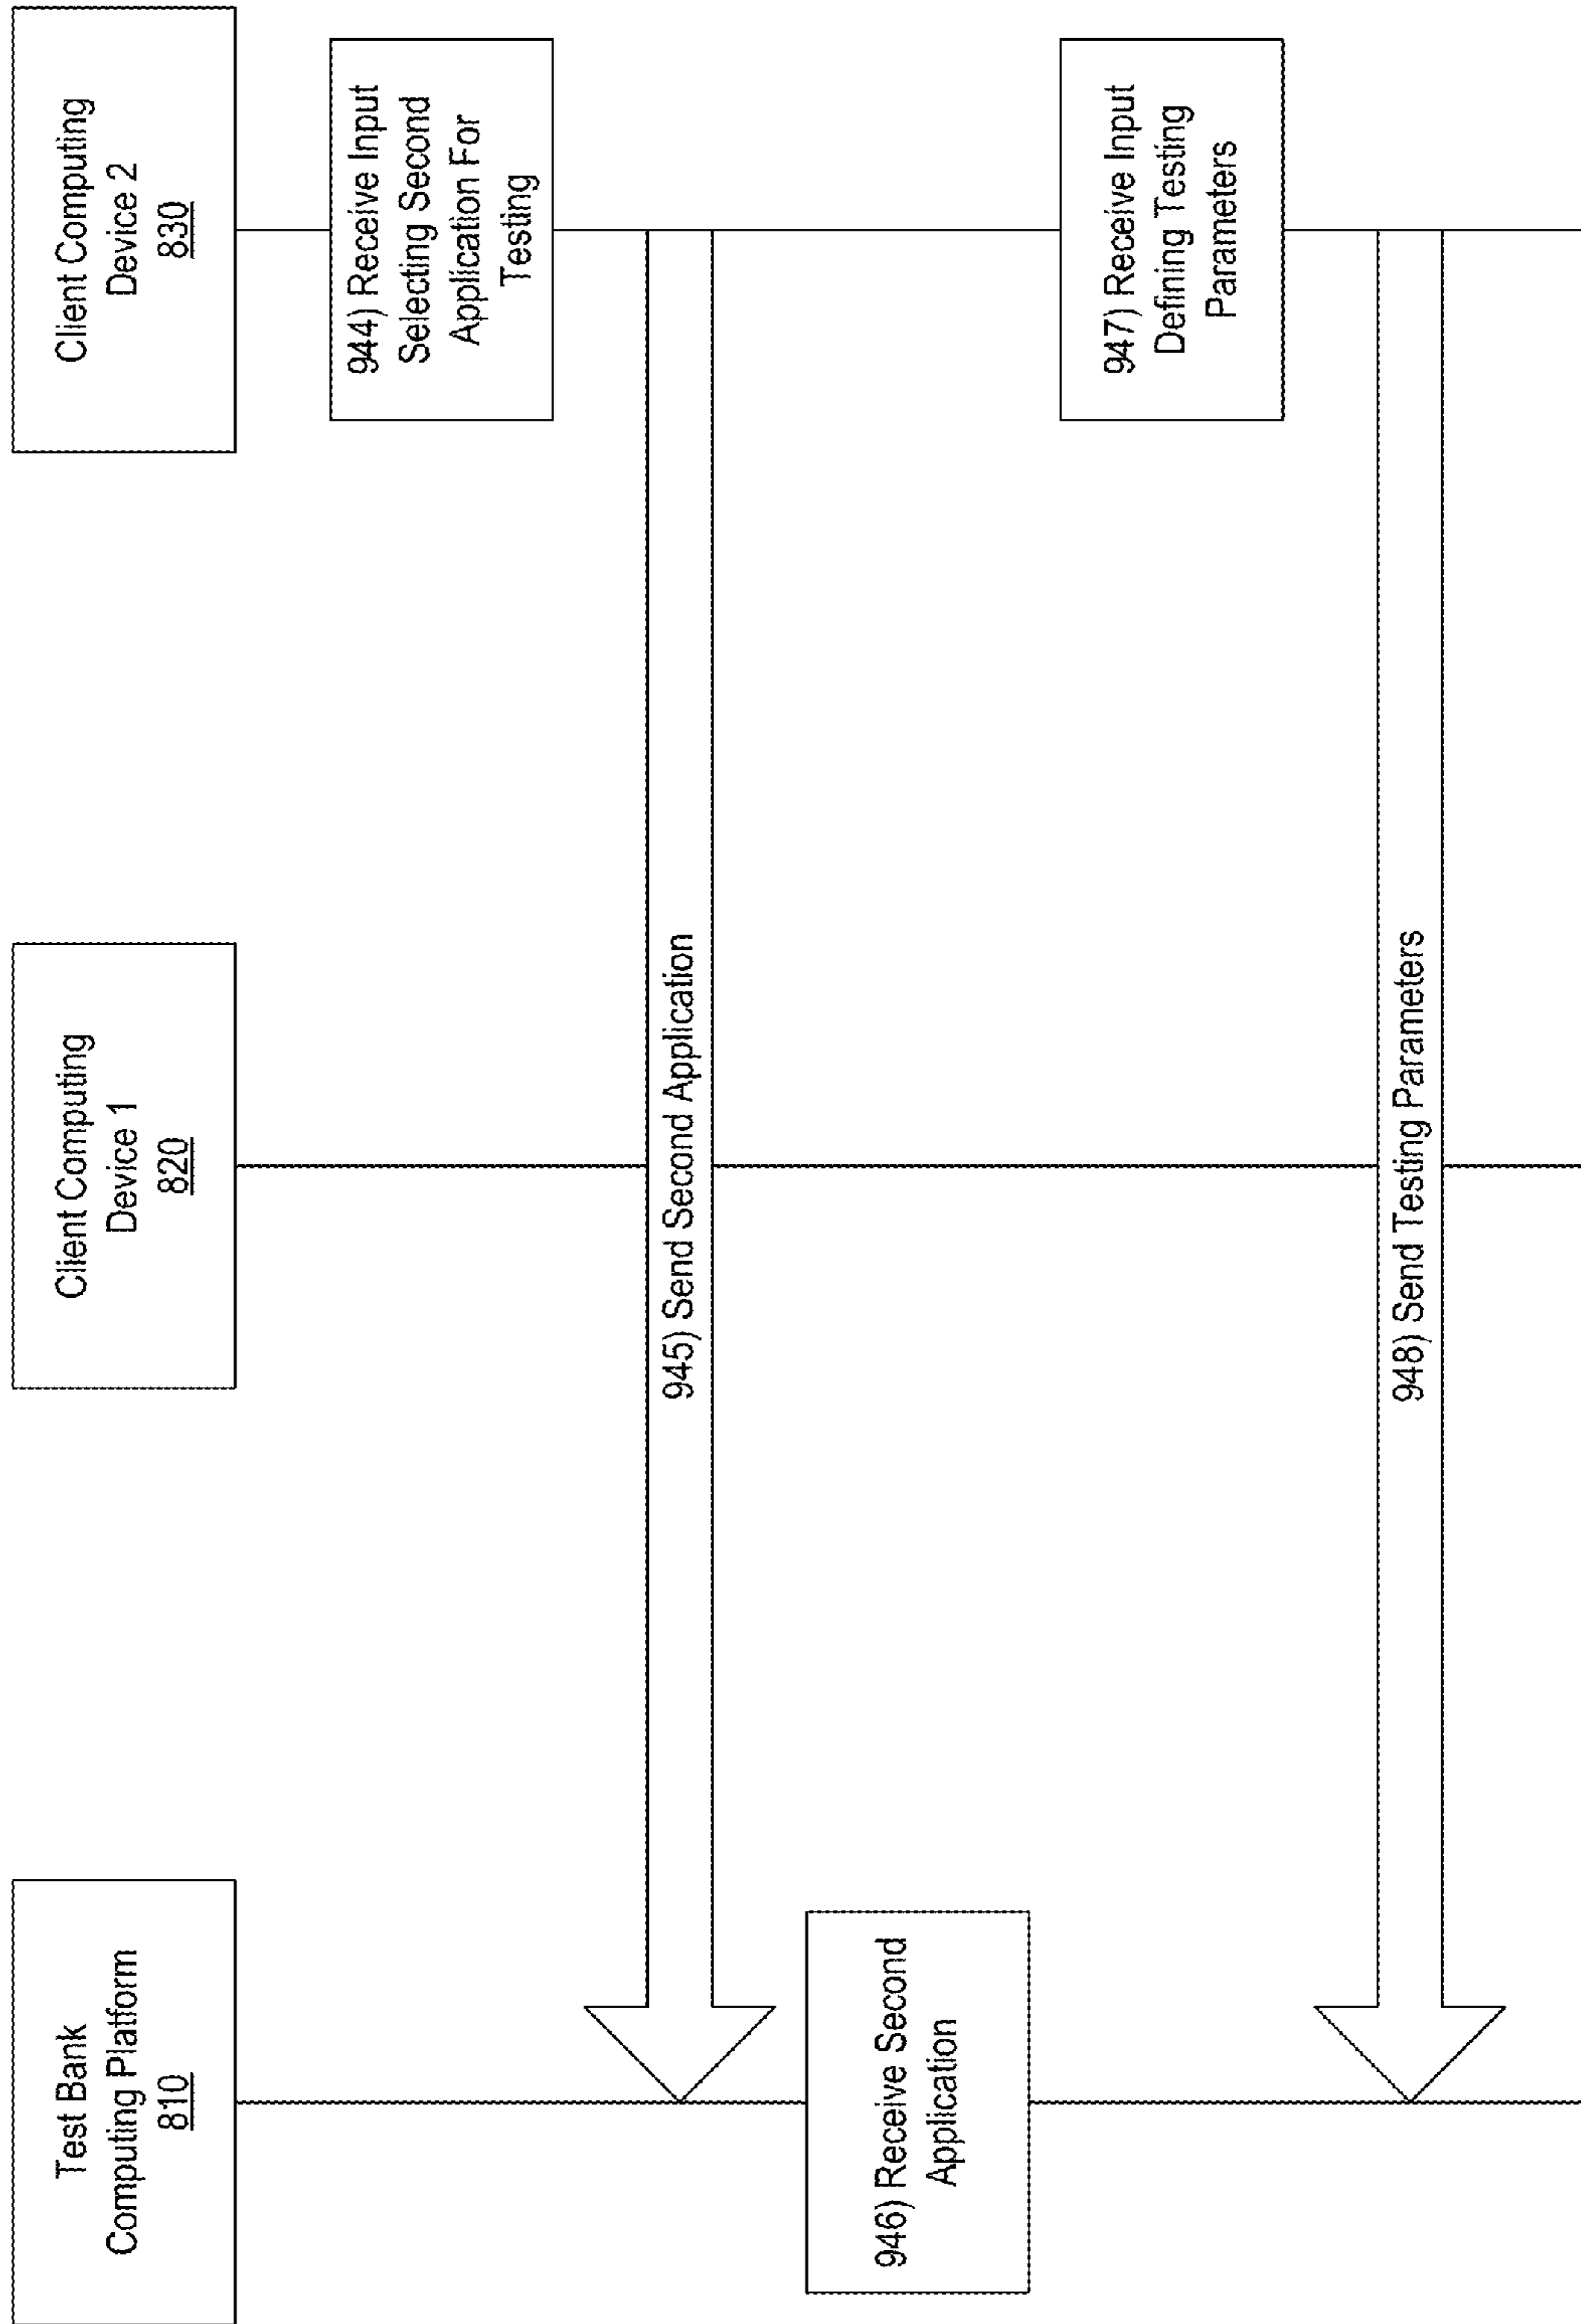 Test Bank
Computing Platform
810
Client Computing
Device 1
820
Client Computing
Device 2
830
944) Receive Input
Selecting Second
Application For
Testing
945) Send Second Application
946) Receive Second
Application
947) Receive Input
Defining Testing
Parameters
948) Send Testing Parameters